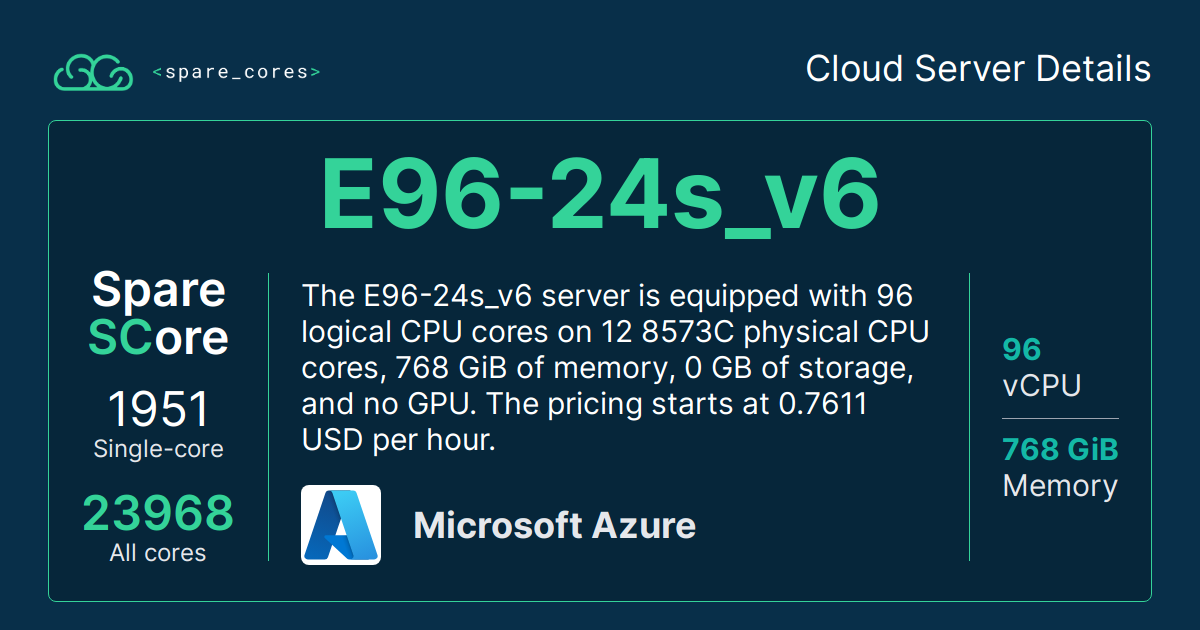 <spare_cores>
Cloud Server Details
E96-24s_v6
Spare
SCore
1951
Single-core
23968
All cores
The E96-24s_v6 server is equipped with 96
logical CPU cores on 12 8573C physical CPU
cores, 768 GiB of memory, 0 GB of storage,
and no GPU. The pricing starts at 0.7611
USD per hour.
Microsoft Azure
96
vCPU
768 GiB
Memory